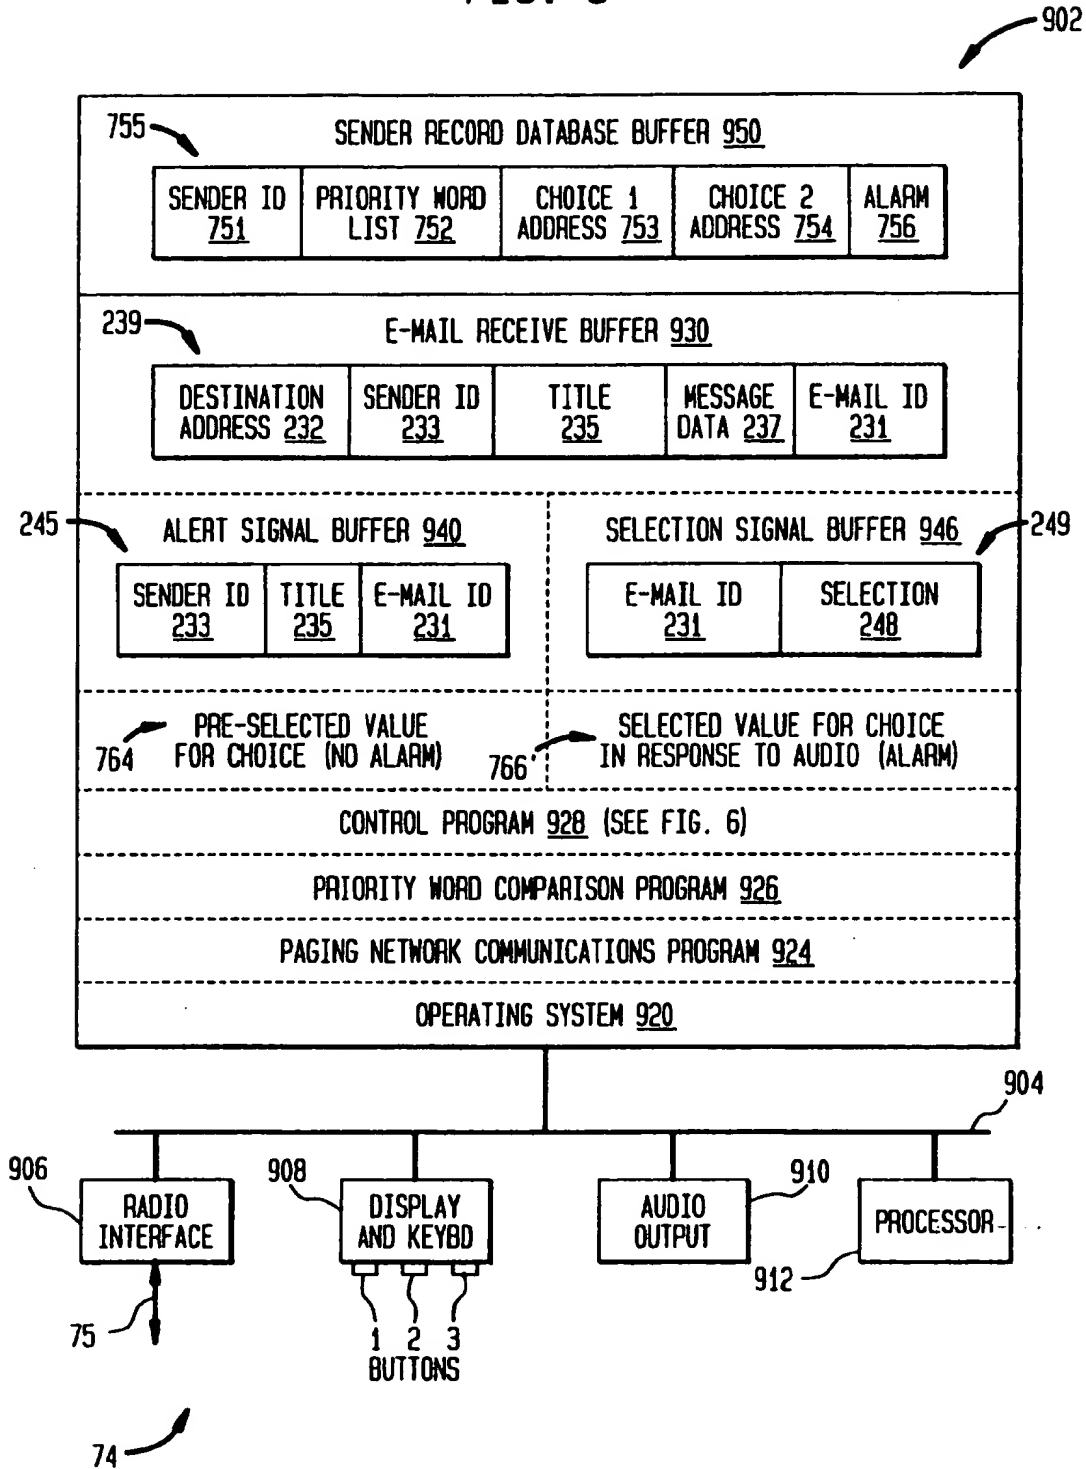 902
755
SENDER RECORD DATABASE BUFFER 950
SENDER ID 751
PRIORITY WORD LIST 752
CHOICE 1 ADDRESS 753
CHOICE 2 ADDRESS 754
ALARM 756
239
E-MAIL RECEIVE BUFFER 930
DESTINATION ADDRESS 232
SENDER ID 233
TITLE 235
MESSAGE DATA 237
E-MAIL ID 231
245
ALERT SIGNAL BUFFER 940
SENDER ID 233
TITLE 235
E-MAIL ID 231
SELECTION SIGNAL BUFFER 946
249
E-MAIL ID 231
SELECTION 248
764
PRE-SELECTED VALUE
FOR CHOICE (NO ALARM)
766'
SELECTED VALUE FOR CHOICE
IN RESPONSE TO AUDIO (ALARM)
CONTROL PROGRAM 928 (SEE FIG. 6)
PRIORITY WORD COMPARISON PROGRAM 926
PAGING NETWORK COMMUNICATIONS PROGRAM 924
OPERATING SYSTEM 920
904
906
RADIO
INTERFACE
908
DISPLAY
AND KEYBD
910
AUDIO
OUTPUT
PROCESSOR
912
75
1 2 3
BUTTONS
74